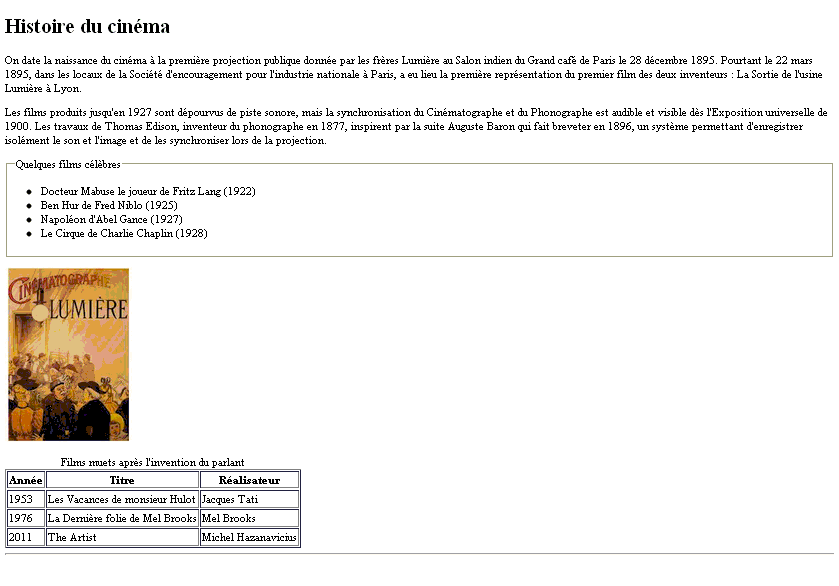 Histoire du cinéma
On date la naissance du cinéma à la première projection publique donnée par les frères Lumière au Salon indien du Grand café de Paris le 28 décembre 1895. Pourtant le 22 mars
1895, dans les locaux de la Société d'encouragement pour l'industrie nationale à Paris, a eu lieu la première représentation du premier film des deux inventeurs : La Sortie de l'usine
Lumière à Lyon.
Les films produits jusqu'en 1927 sont dépourvus de piste sonore, mais la synchronisation du Cinématographe et du Phonographe est audible et visible dès l'Exposition universelle de
1900. Les travaux de Thomas Edison, inventeur du phonographe en 1877, inspirent par la suite Auguste Baron qui fait breveter en 1896, un système permettant d'enregistrer
isolément le son et l'image et de les synchroniser lors de la projection.
Quelques films célèbres
Docteur Mabuse le joueur de Fritz Lang (1922)
Ben Hur de Fred Niblo (1925)
Napoléon d'Abel Gance (1927)
Le Cirque de Charlie Chaplin (1928)
CINÉMATOGRAPHE
LUMIÈRE
Films muets après l'invention du parlant
Année Titre Réalisateur
1953 Les Vacances de monsieur Hulot Jacques Tati
1976 La Dernière folie de Mel Brooks Mel Brooks
2011 The Artist Michel Hazanavicius